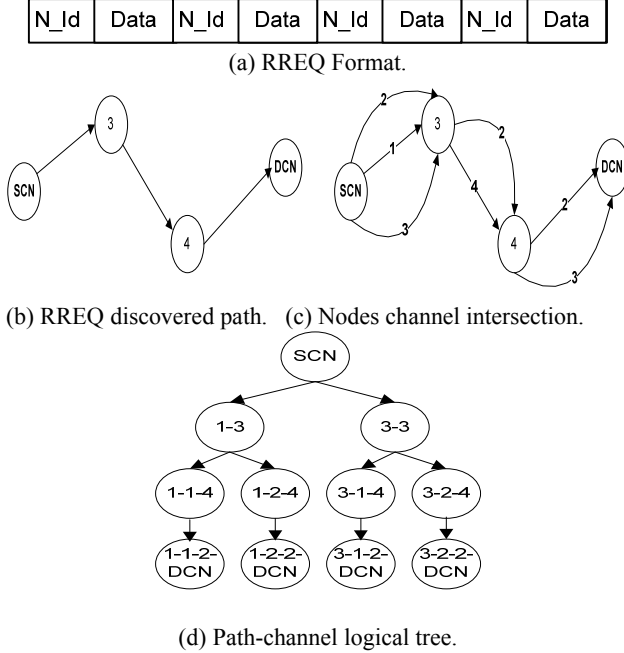 N_Id Data N_Id Data N_Id Data N_Id Data
(a) RREQ Format.
SCN 3 4 DCN
SCN 2 1 3 3 2 4 4 2 3 DCN
(b) RREQ discovered path. (c) Nodes channel intersection.
SCN
1-3 3-3
1-1-4 1-2-4 3-1-4 3-2-4
1-1-2- 1-2-2- 3-1-2- 3-2-2-
DCN DCN DCN DCN
(d) Path-channel logical tree.